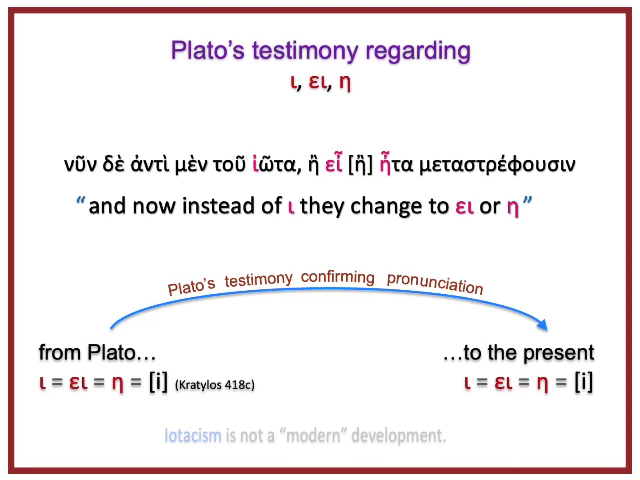 Plato’s testimony regarding
ι, ει, η
νῦν δὲ ἀντὶ μὲν τοῦ ἰῶτα, ἢ εἶ [ἢ] ἦτα μεταστρέφουσιν
“and now instead of ι they change to ει or η”
Plato’s testimony confirming pronunciation
from Plato…
ι = ει = η = [i] (Kratylos 418c)
…to the present
ι = ει = η = [i]
Iotacism is not a “modern” development.